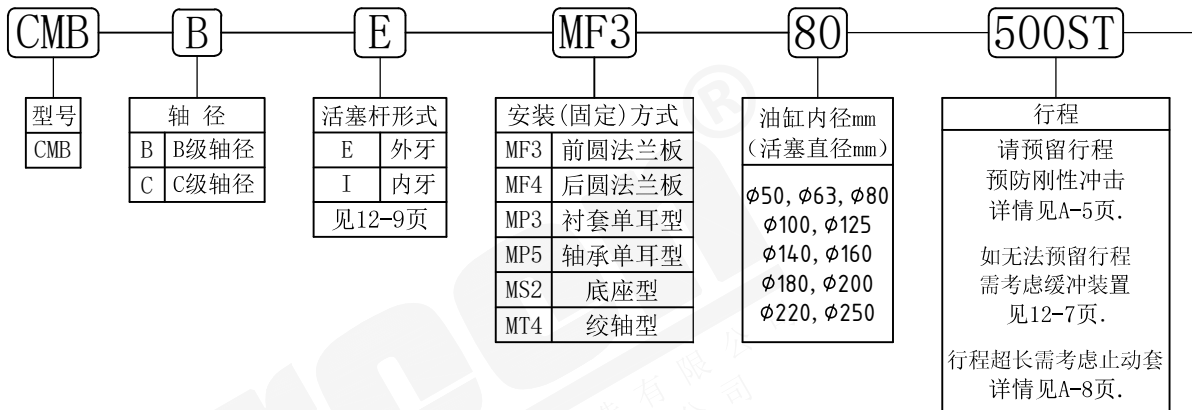 CMB B E MF3 80 500ST
型号
CMB
轴 径
B B级轴径
C C级轴径
活塞杆形式
E 外牙
I 内牙
见12-9页
安装(固定)方式
MF3 前圆法兰板
MF4 后圆法兰板
MP3 衬套单耳型
MP5 轴承单耳型
MS2 底座型
MT4 绞轴型
油缸内径mm
(活塞直径mm)
Φ50, Φ63, Φ80
Φ100, Φ125
Φ140, Φ160
Φ180, Φ200
Φ220, Φ250
行程
请预留行程
预防刚性冲击
详情见A-5页.
如无法预留行程
需考虑缓冲装置
见12-7页.
行程超长需考虑止动套
详情见A-8页.
®
有限公
公司